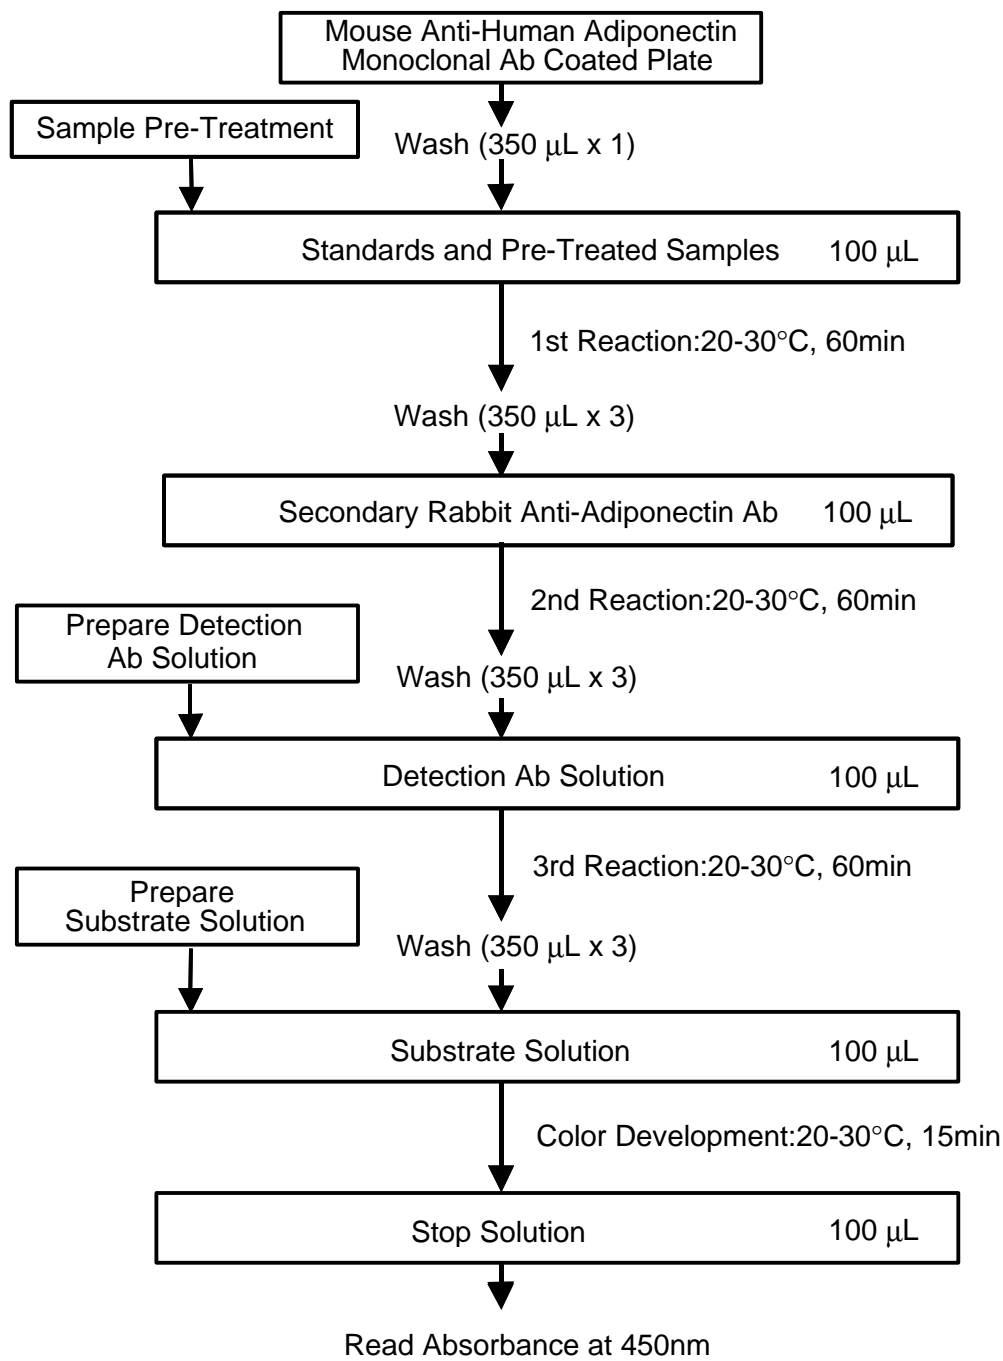 Mouse Anti-Human Adiponectin
Monoclonal Ab Coated Plate
Sample Pre-Treatment
Wash (350 μL x 1)
Standards and Pre-Treated Samples 100 μL
1st Reaction:20-30°C, 60min
Wash (350 μL x 3)
Secondary Rabbit Anti-Adiponectin Ab 100 μL
2nd Reaction:20-30°C, 60min
Prepare Detection
Ab Solution
Wash (350 μL x 3)
Detection Ab Solution 100 μL
3rd Reaction:20-30°C, 60min
Prepare
Substrate Solution
Wash (350 μL x 3)
Substrate Solution 100 μL
Color Development:20-30°C, 15min
Stop Solution 100 μL
Read Absorbance at 450nm